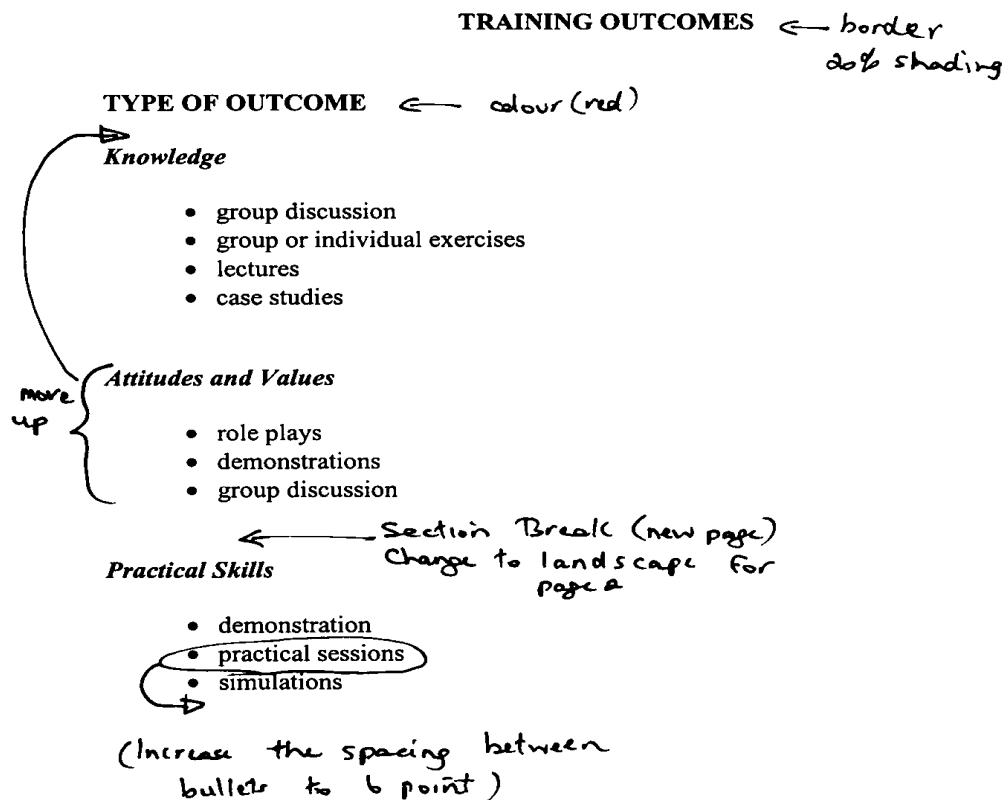 TRAINING OUTCOMES ← border
20% shading
TYPE OF OUTCOME ← colour (red)
Knowledge
• group discussion
• group or individual exercises
• lectures
• case studies
Attitudes and Values
move
up
• role plays
• demonstrations
• group discussion
← Section Break (new page)
Change to landscape for
page 2
Practical Skills
• demonstration
• practical sessions
• simulations
(Increase the spacing between
bullets to 6 point)